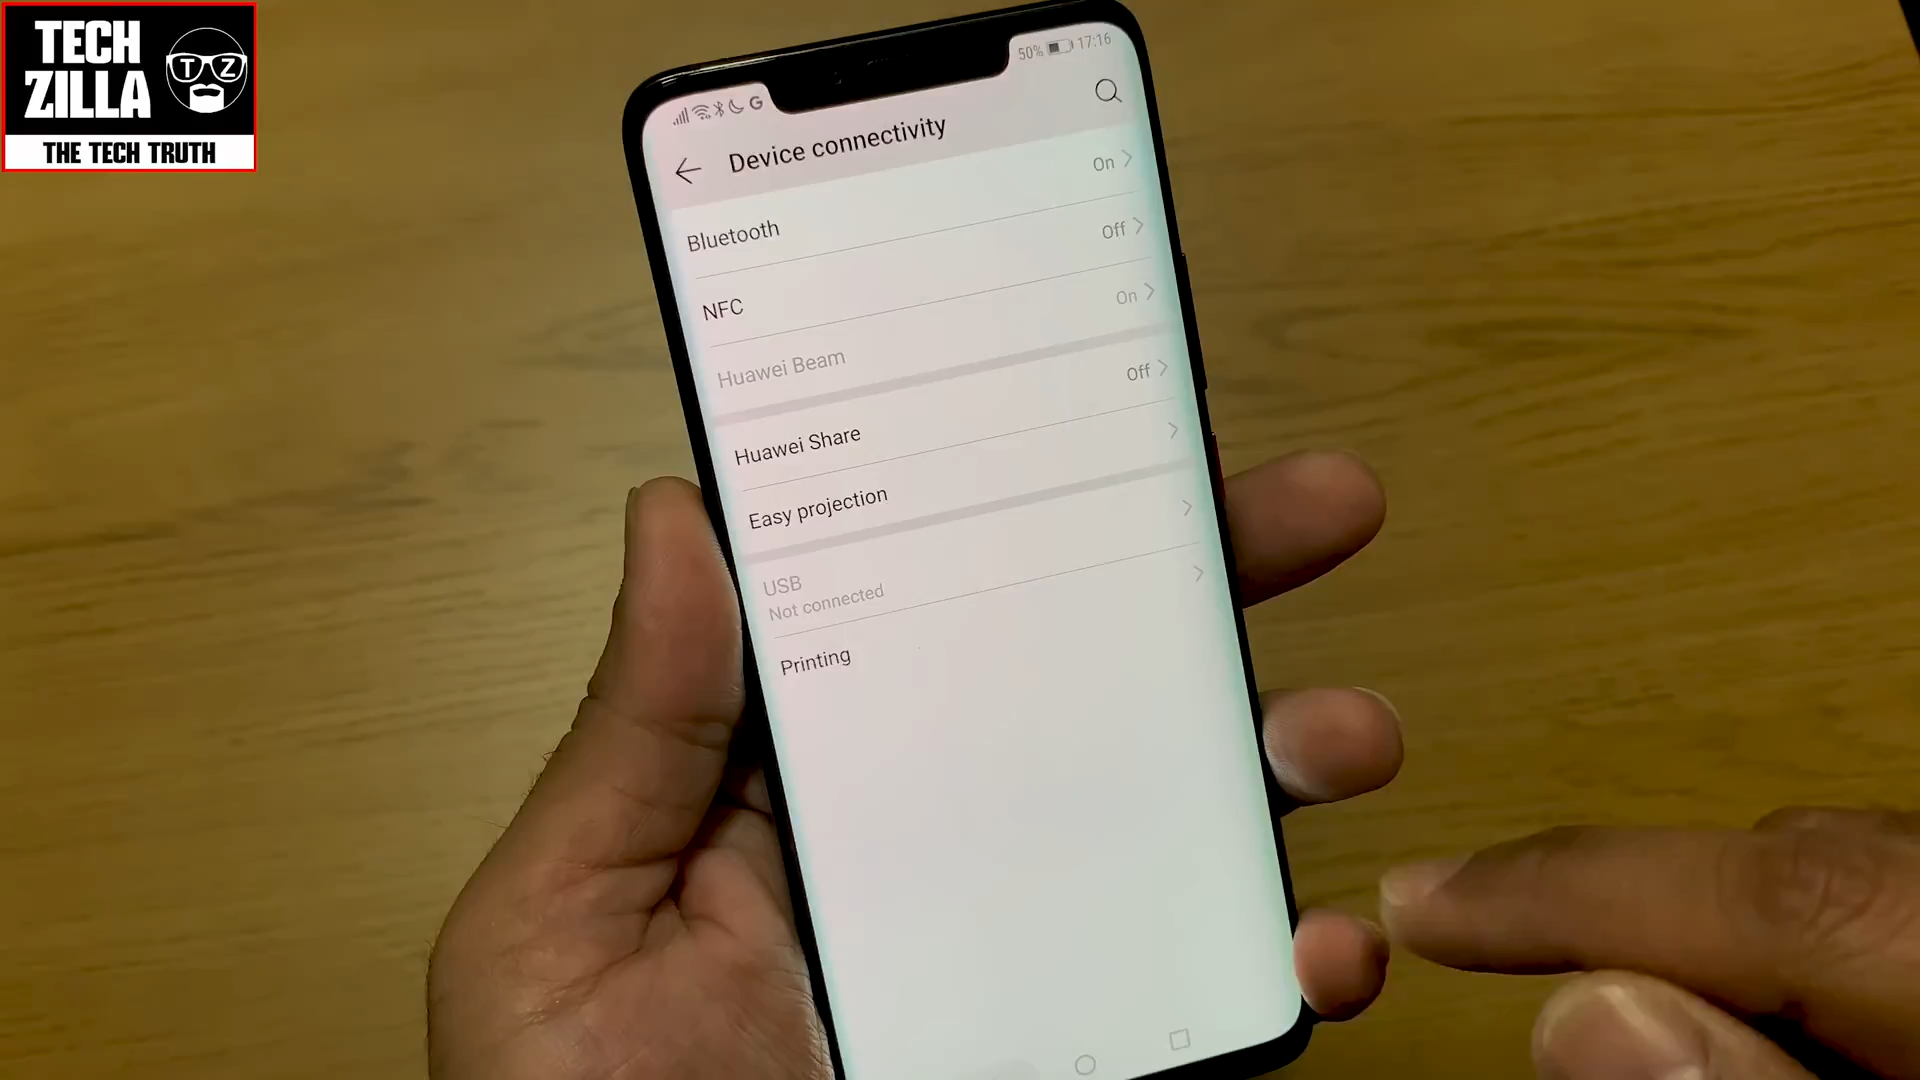 TECH
ZILLA
TZ
THE TECH TRUTH
50% 17:16
G
Device connectivity
Bluetooth On
NFC Off
Huawei Beam On
Huawei Share Off
Easy projection
USB
Not connected
Printing